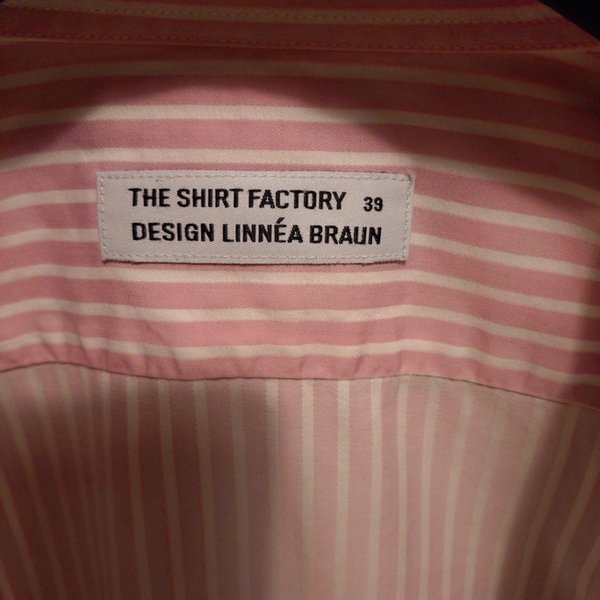 THE SHIRT FACTORY 39
DESIGN LINNÉA BRAUN